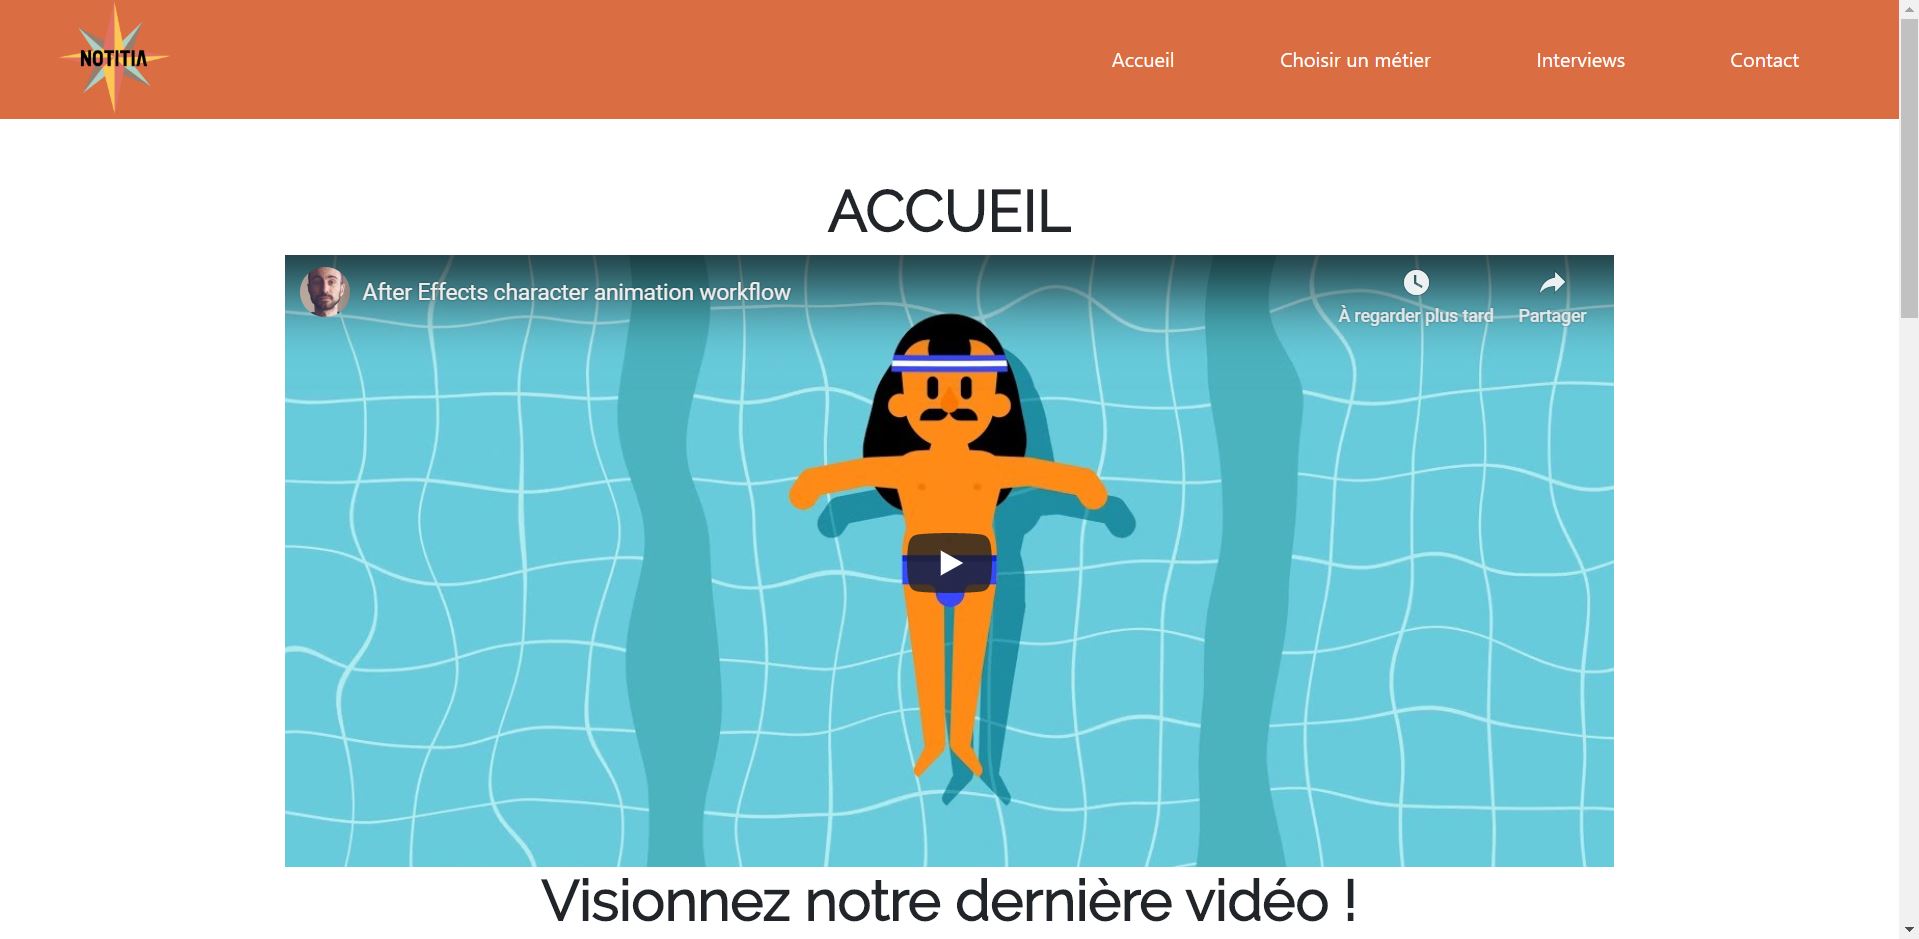 NOTITIA
Accueil
Choisir un métier
Interviews
Contact
ACCUEIL
After Effects character animation workflow
À regarder plus tard
Partager
Visionnez notre dernière vidéo !